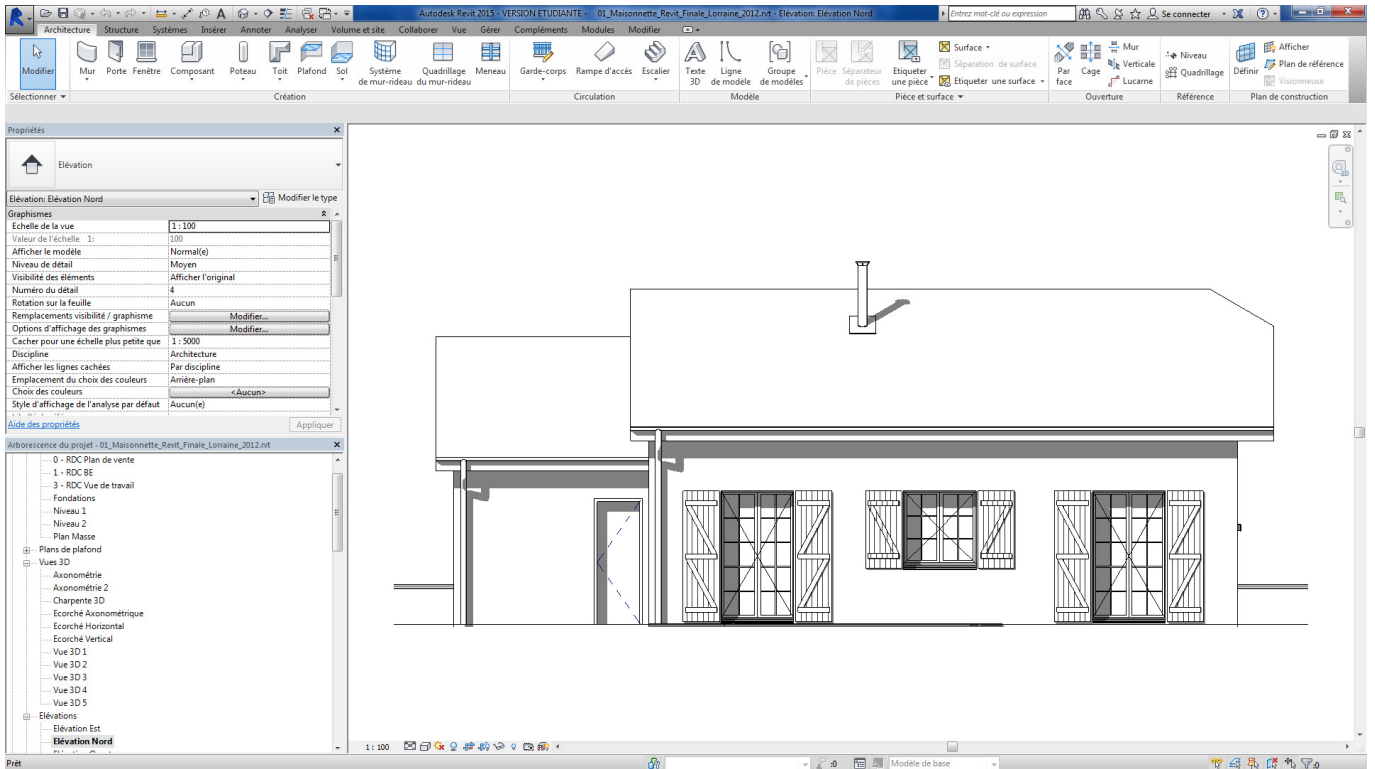 Autodesk Revit 2015 - VERSION ETUDIANTE - 01_Maisonnette_Revit_Finale_Lorraine_2012.rvt - Elévation: Elévation Nord
Entrez mot-clé ou expression
Se connecter
Architecture Structure Systèmes Insérer Annoter Analyser Volume et site Collaborer Vue Gérer Compléments Modules Modifier
Modifier Mur Porte Fenêtre Composant Poteau Toit Plafond Sol
Système de mur-rideau
Quadrillage du mur-rideau
Meneau
Garde-corps Rampe d'accès Escalier
Texte 3D
Ligne de modèle
Groupe de modèles
Pièce
Séparateur de pièces
Etiqueter une pièce
Surface
Séparation de surface
Etiqueter une surface
Par face
Cage
Mur
Verticale
Lucarne
Niveau
Quadrillage
Définir
Afficher
Plan de référence
Visionneuse
Sélectionner Création Circulation Modèle Pièce et surface Ouverture Référence Plan de construction
Propriétés
Elévation
Elévation: Elévation Nord
Modifier le type
Graphismes
Echelle de la vue 1 : 100
Valeur de l'échelle 1: 100
Afficher le modèle Normal(e)
Niveau de détail Moyen
Visibilité des éléments Afficher l'original
Numéro du détail 4
Rotation sur la feuille Aucun
Remplacements visibilité / graphisme Modifier...
Options d'affichage des graphismes Modifier...
Cacher pour une échelle plus petite que 1 : 5000
Discipline Architecture
Afficher les lignes cachées Par discipline
Emplacement du choix des couleurs Arrière-plan
Choix des couleurs <Aucun>
Style d'affichage de l'analyse par défaut Aucun(e)
Aide des propriétés Appliquer
Arborescence du projet - 01_Maisonnette_Revit_Finale_Lorraine_2012.rvt
0 - RDC Plan de vente
1 - RDC BE
3 - RDC Vue de travail
Fondations
Niveau 1
Niveau 2
Plan Masse
Plans de plafond
Vues 3D
Axonométrie
Axonométrie 2
Charpente 3D
Ecorché Axonométrique
Ecorché Horizontal
Ecorché Vertical
Vue 3D 1
Vue 3D 2
Vue 3D 3
Vue 3D 4
Vue 3D 5
Elévations
Elévation Est
Elévation Nord
1 : 100
Prêt
:0
Modèle de base
:0